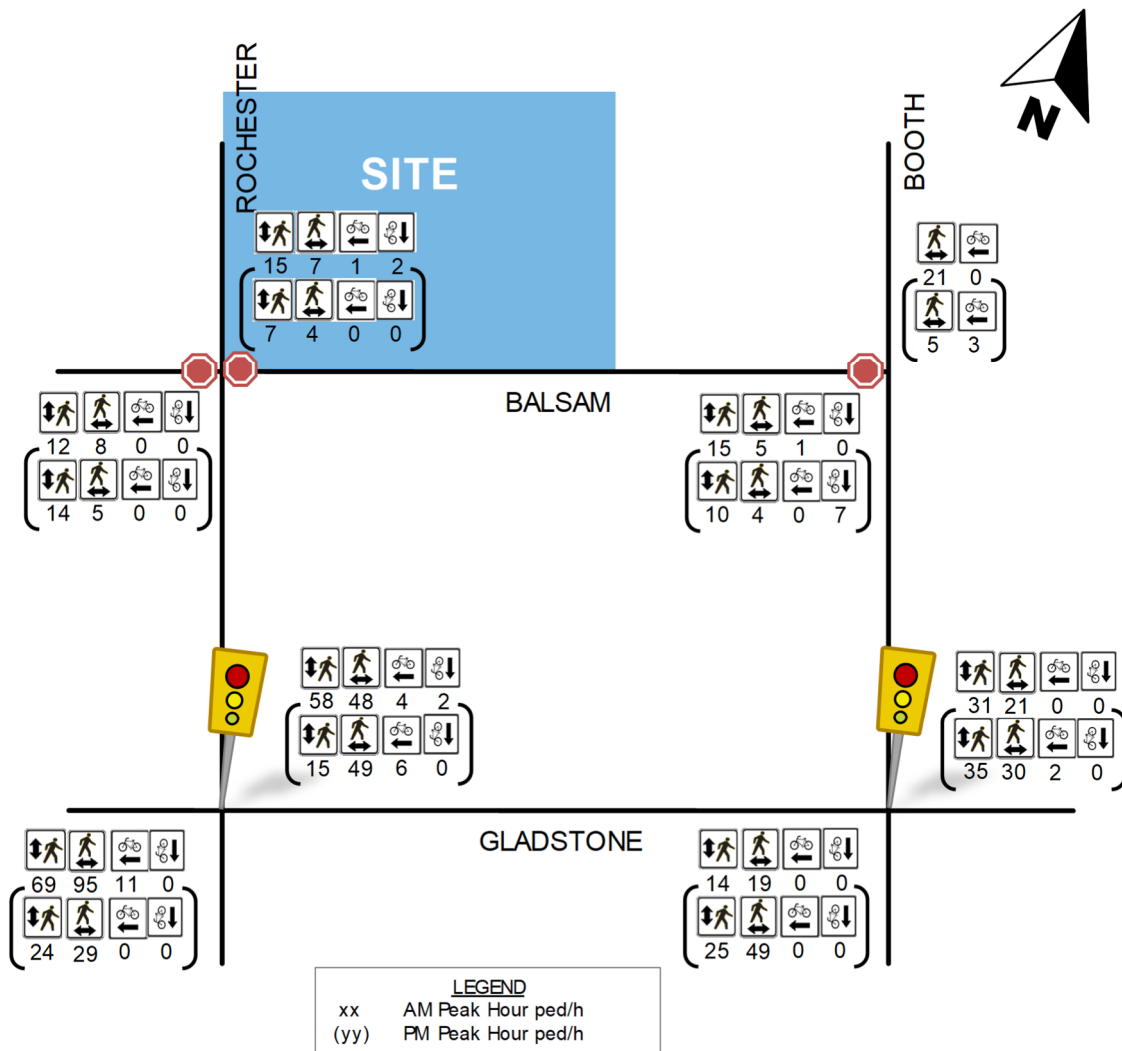 ROCHESTER
BOOTH
N
SITE
15 7 1 2
7 4 0 0
21 0
5 3
BALSAM
12 8 0 0
14 5 0 0
15 5 1 0
10 4 0 7
58 48 4 2
15 49 6 0
31 21 0 0
35 30 2 0
GLADSTONE
69 95 11 0
24 29 0 0
14 19 0 0
25 49 0 0
LEGEND
xx AM Peak Hour ped/h
(yy) PM Peak Hour ped/h